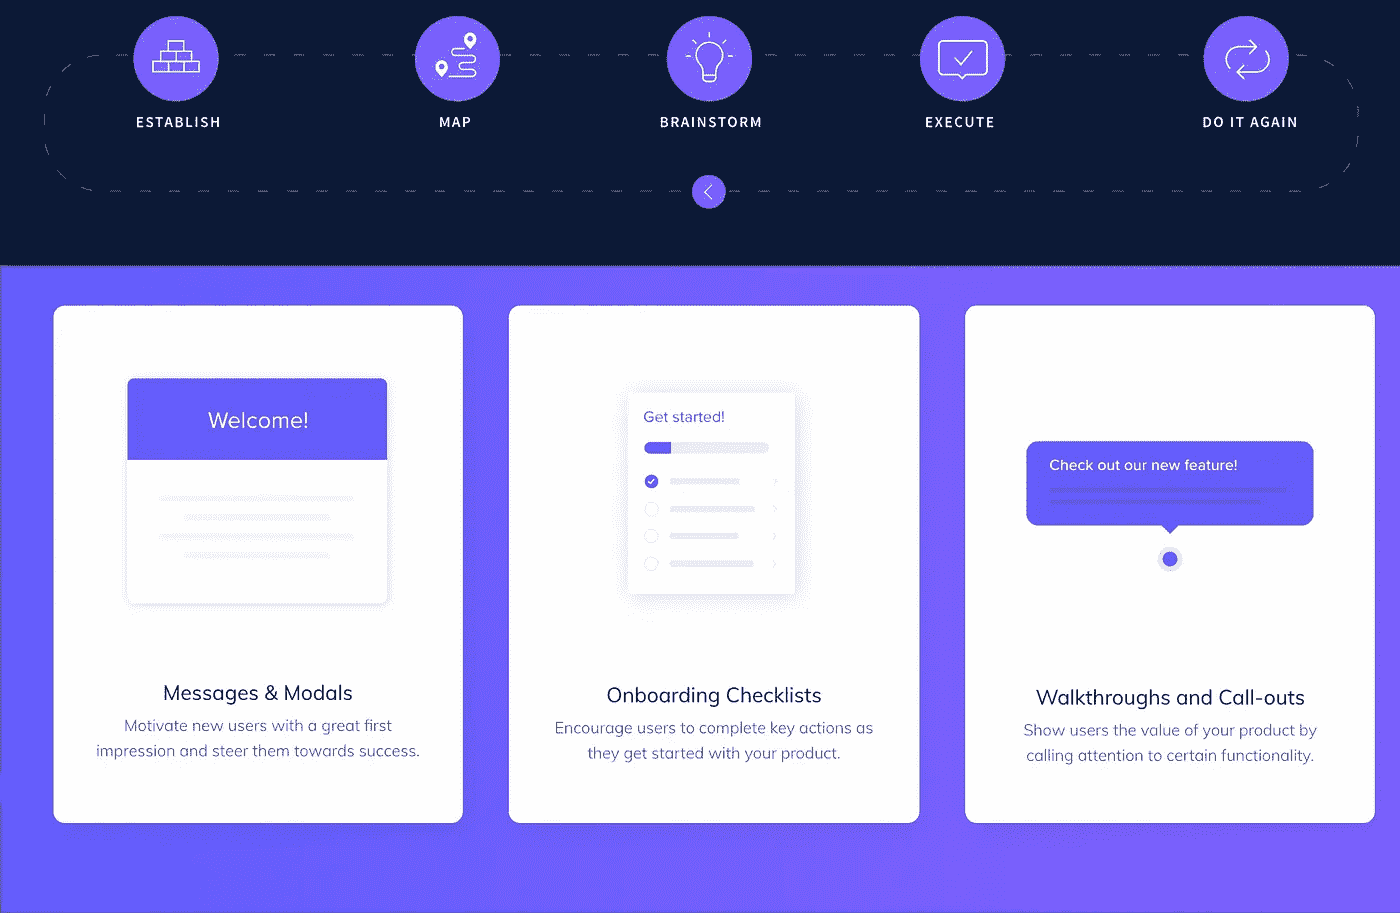 ESTABLISH
MAP
BRAINSTORM
EXECUTE
DO IT AGAIN
Welcome!
Messages & Modals
Motivate new users with a great first
impression and steer them towards success.
Get started!
Onboarding Checklists
Encourage users to complete key actions as
they get started with your product.
Check out our new feature!
Walkthroughs and Call-outs
Show users the value of your product by
calling attention to certain functionality.